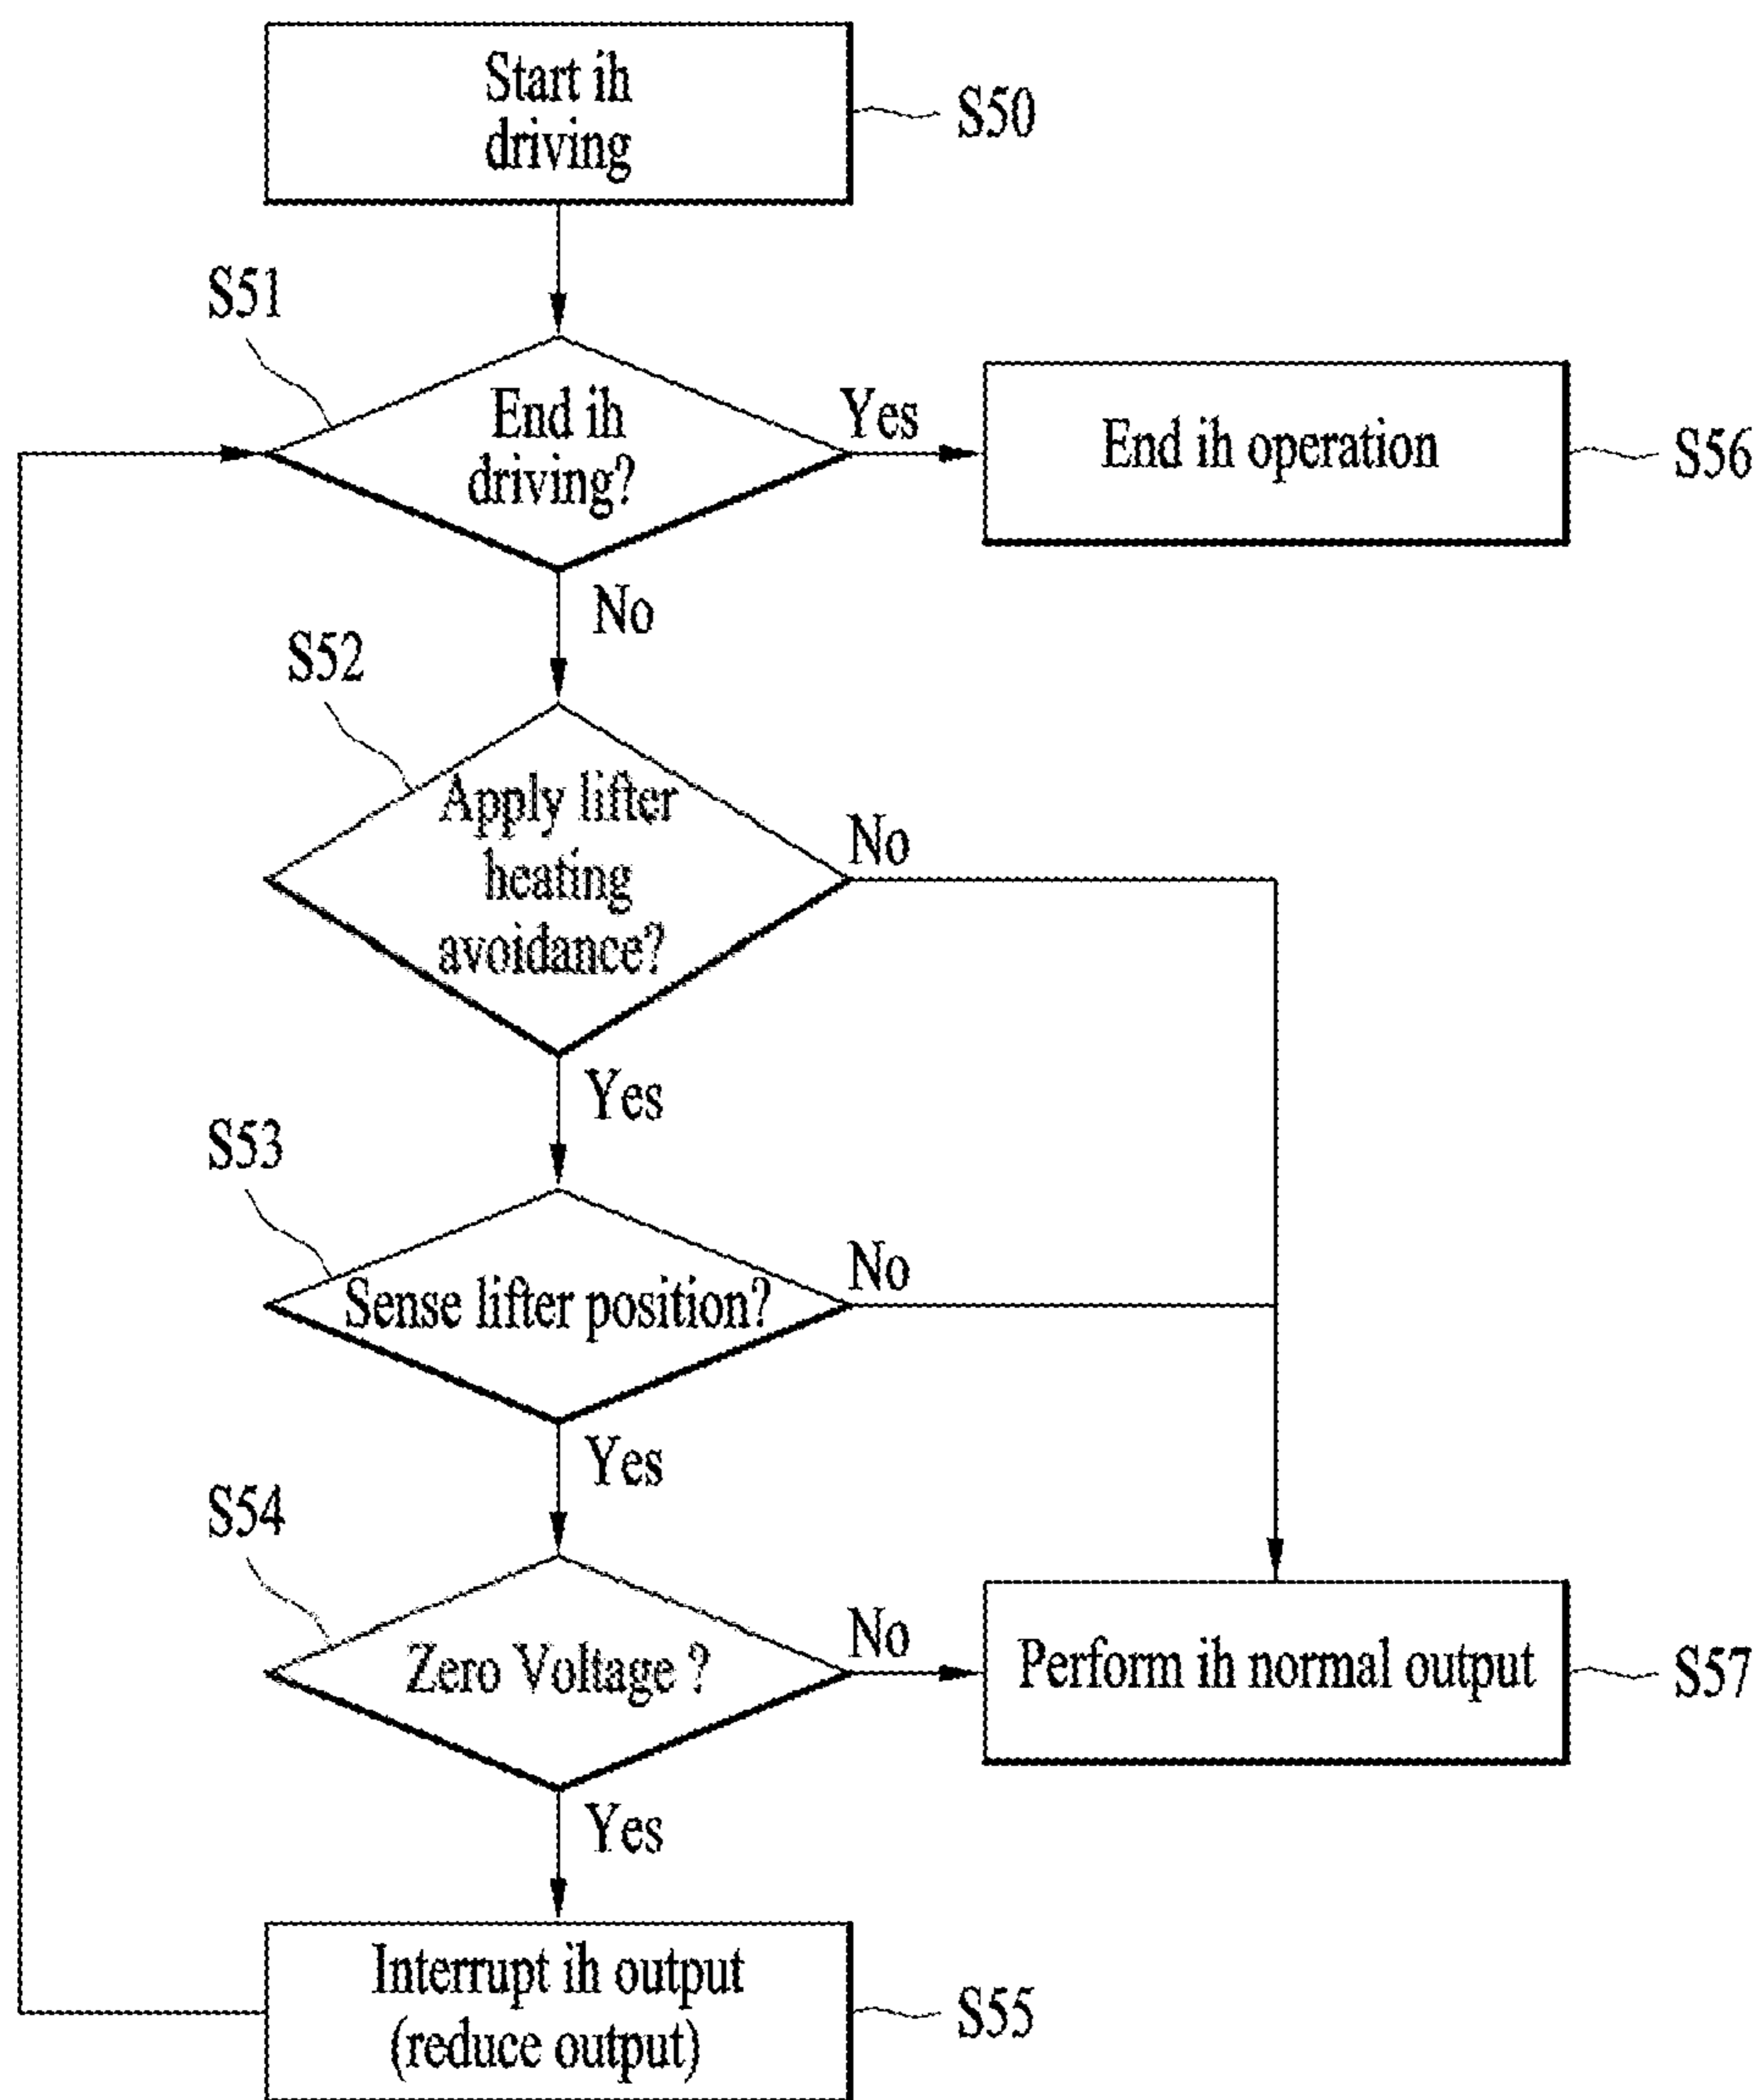 Start ih
driving
S50
S51
End ih
driving?
Yes
End ih operation
S56
No
S52
Apply lifter
heating
avoidance?
No
Yes
S53
Sense lifter position?
No
Yes
S54
Zero Voltage ?
No
Perform ih normal output
S57
Yes
Interrupt ih output
(reduce output)
S55